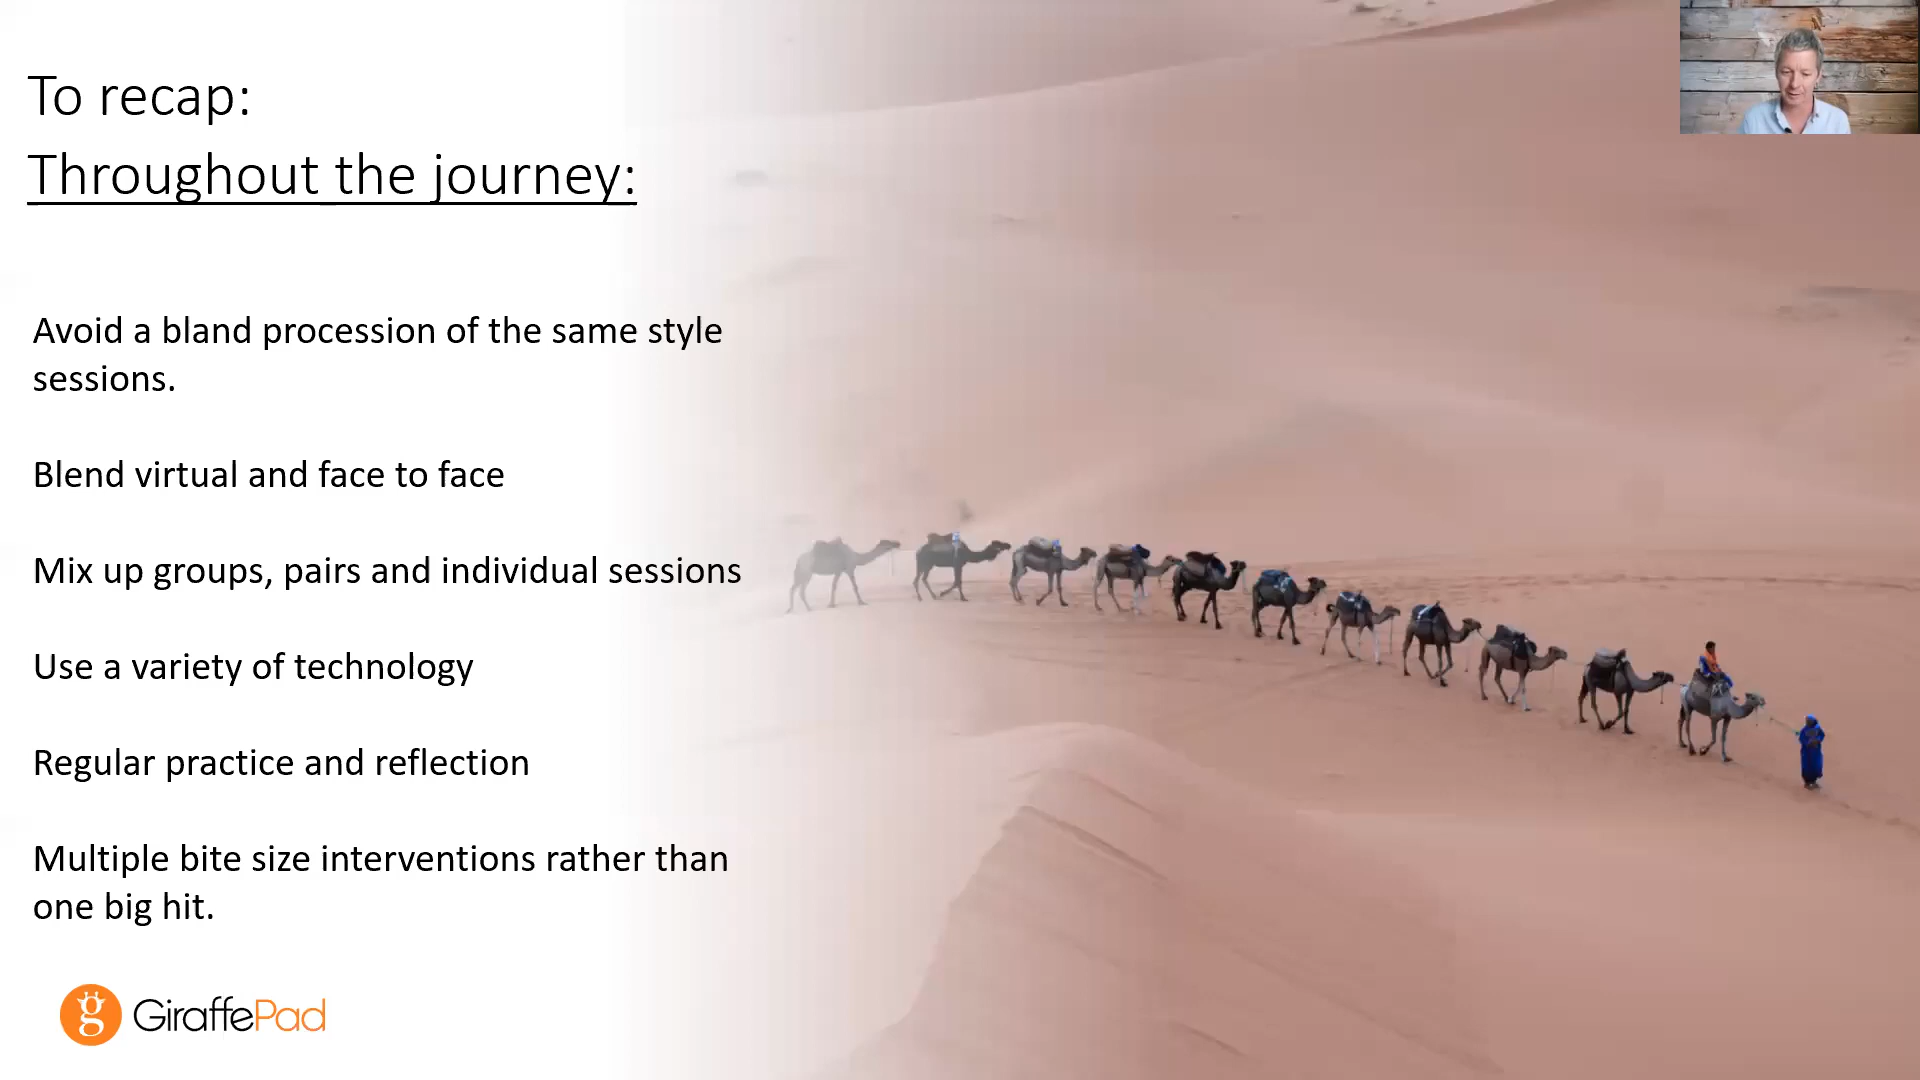 To recap:
Throughout the journey:
Avoid a bland procession of the same style
sessions.
Blend virtual and face to face
Mix up groups, pairs and individual sessions
Use a variety of technology
Regular practice and reflection
Multiple bite size interventions rather than
one big hit.
g GiraffePad